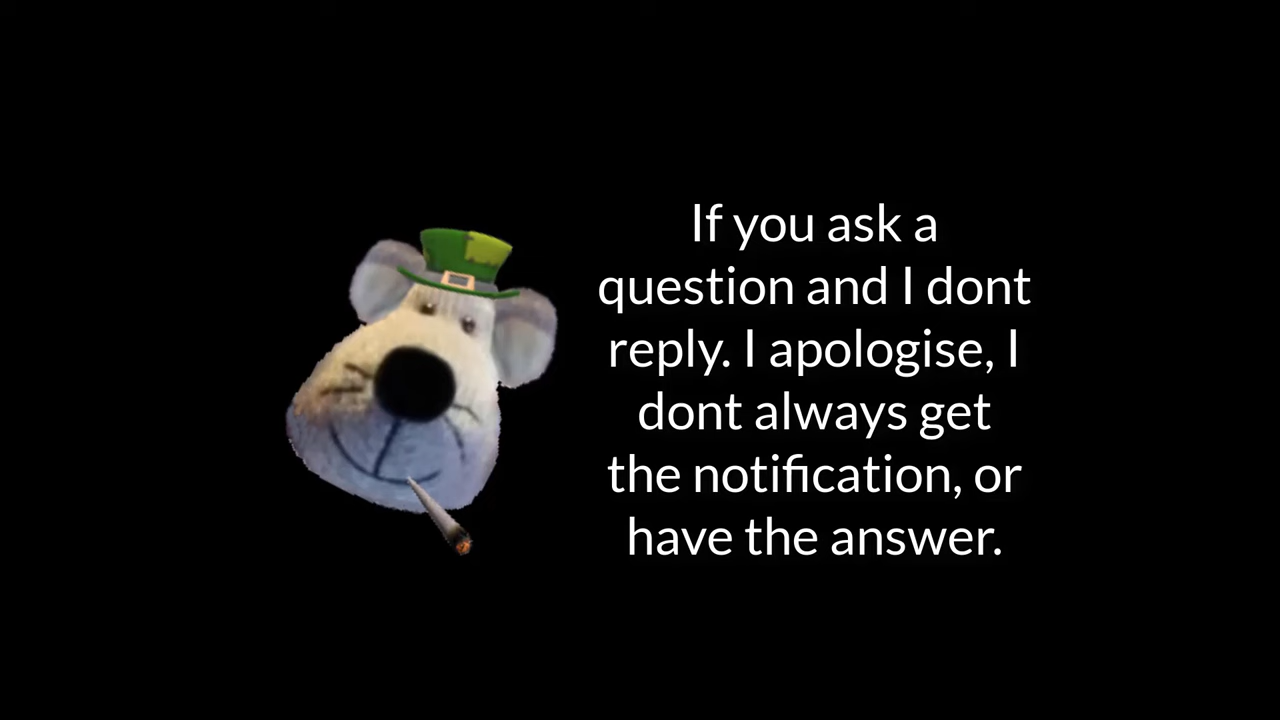 If you ask a
question and I dont
reply. I apologise, I
dont always get
the notification, or
have the answer.